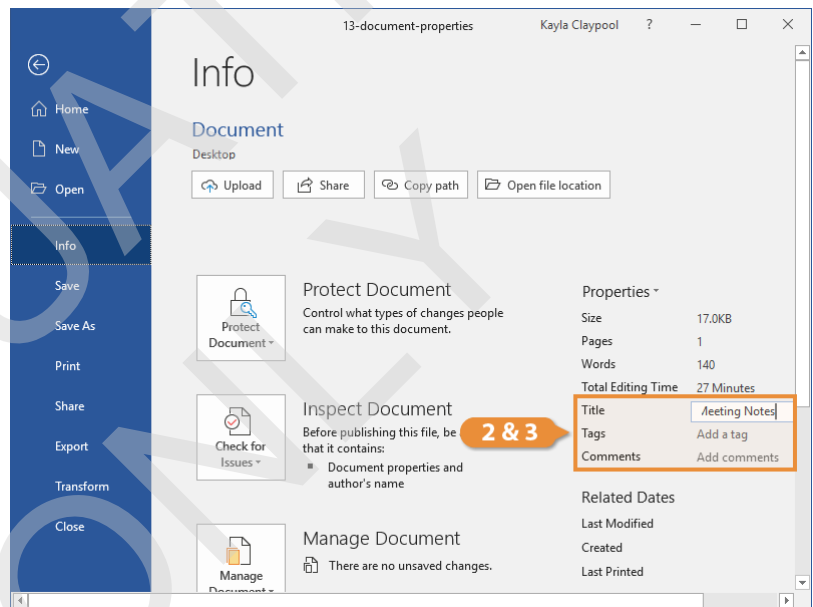 13-document-properties Kayla Claypool ?
Info
Home
New
Open
Info
Save
Save As
Print
Share
Export
Transform
Close
Document
Desktop
Upload Share Copy path Open file location
Protect Document
Protect Document
Control what types of changes people
can make to this document.
Check for Issues
Inspect Document
Before publishing this file, be
that it contains:
Document properties and
author's name
Manage Document
Manage Document
There are no unsaved changes.
2 & 3
Properties
Size 17.0KB
Pages 1
Words 140
Total Editing Time 27 Minutes
Title Meeting Notes
Tags Add a tag
Comments Add comments
Related Dates
Last Modified
Created
Last Printed
ONLY